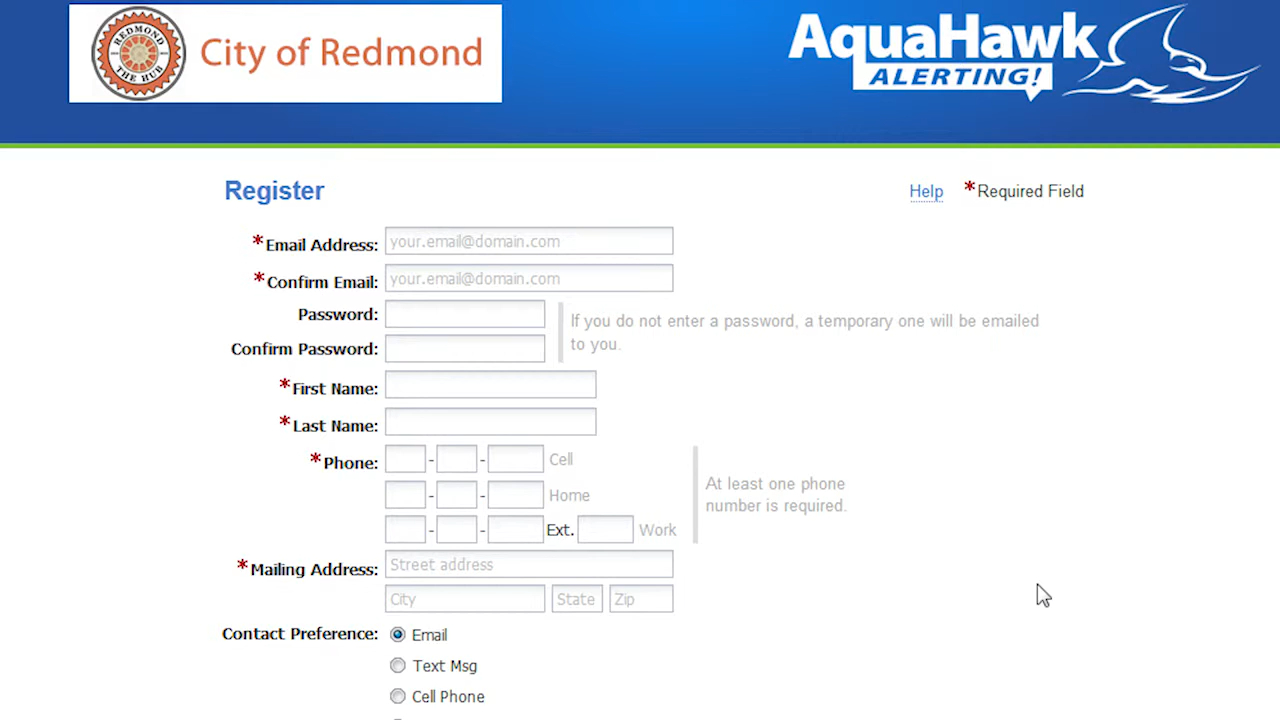 REDMOND
THE HUB
City of Redmond
AquaHawk
ALERTING!
Register
Help *Required Field
*Email Address: your.email@domain.com
*Confirm Email: your.email@domain.com
Password:
If you do not enter a password, a temporary one will be emailed
to you.
Confirm Password:
*First Name:
*Last Name:
*Phone: - - Cell
- - Home
At least one phone
number is required.
- - Ext. Work
*Mailing Address: Street address
City State Zip
Contact Preference: Email
Text Msg
Cell Phone